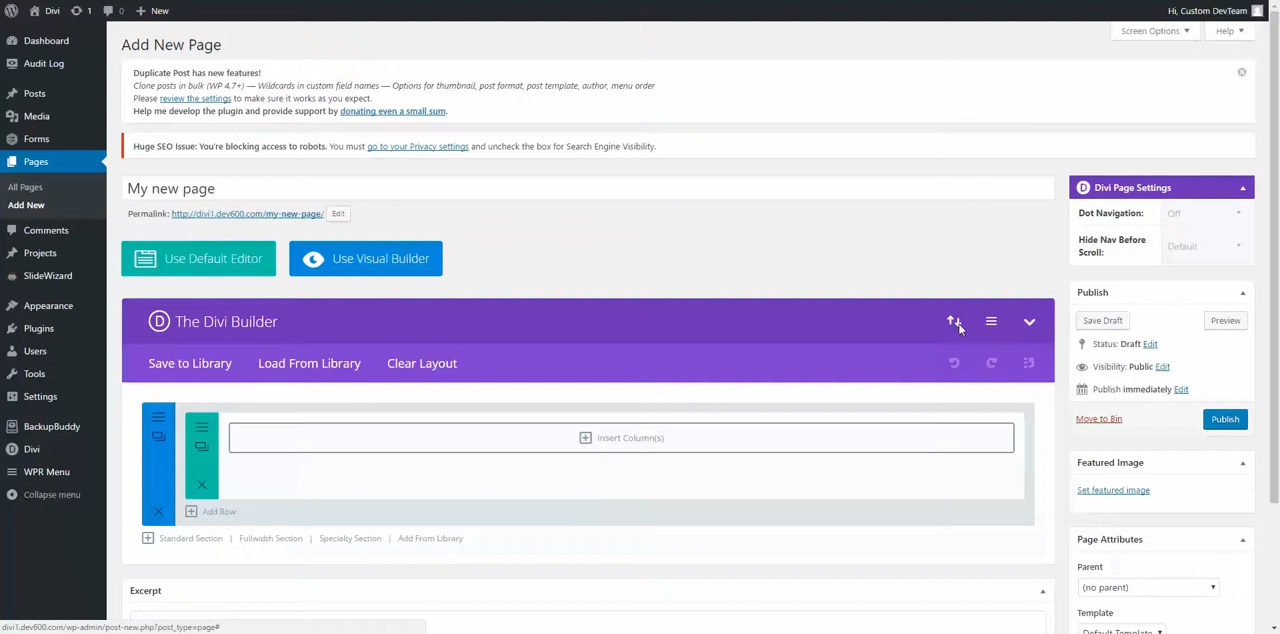 Divi
1
0
New
Hi, Custom DevTeam
Dashboard
Audit Log
Posts
Media
Forms
Pages
All Pages
Add New
Comments
Projects
SlideWizard
Appearance
Plugins
Users
Tools
Settings
BackupBuddy
Divi
WPR Menu
Collapse menu
Screen Options
Help
Add New Page
Duplicate Post has new features!
Clone posts in bulk (WP 4.7+) — Wildcards in custom field names — Options for thumbnail, post format, post template, author, menu order
Please review the settings to make sure it works as you expect.
Help me develop the plugin and provide support by donating even a small sum.
Huge SEO Issue: You're blocking access to robots. You must go to your Privacy settings and uncheck the box for Search Engine Visibility.
My new page
Permalink: http://divi1.dev600.com/my-new-page/ Edit
Use Default Editor
Use Visual Builder
D The Divi Builder
Save to Library
Load From Library
Clear Layout
Insert Column(s)
Add Row
Standard Section | Fullwidth Section | Specialty Section | Add From Library
Excerpt
D Divi Page Settings
Dot Navigation: Off
Hide Nav Before
Scroll:
Default
Publish
Save Draft
Preview
Status: Draft Edit
Visibility: Public Edit
Publish immediately Edit
Move to Bin
Publish
Featured Image
Set featured image
Page Attributes
Parent
(no parent)
Template
Default Template
divi1.dev600.com/wp-admin/post-new.php?post_type=page#